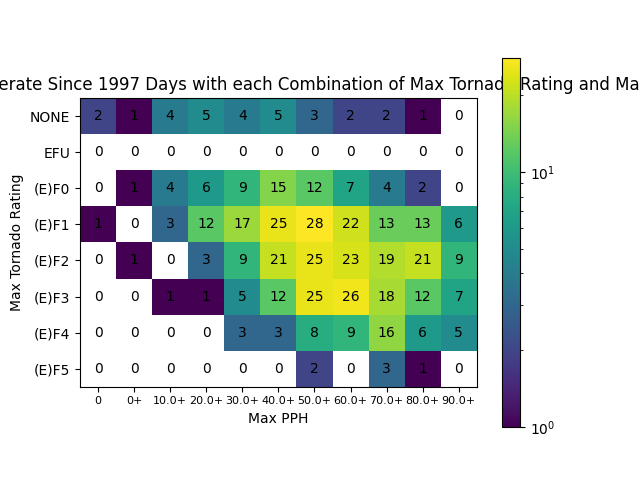 erate Since 1997 Days with each Combination of Max Tornado Rating and Ma
NONE 2 1 4 5 4 5 3 2 2 1 0
EFU 0 0 0 0 0 0 0 0 0 0 0
(E)F0 0 1 4 6 9 15 12 7 4 2 0
(E)F1 1 0 3 12 17 25 28 22 13 13 6
(E)F2 0 1 0 3 9 21 25 23 19 21 9
(E)F3 0 0 1 1 5 12 25 26 18 12 7
(E)F4 0 0 0 0 3 3 8 9 16 6 5
(E)F5 0 0 0 0 0 0 2 0 3 1 0
0 0+ 10.0+ 20.0+ 30.0+ 40.0+ 50.0+ 60.0+ 70.0+ 80.0+ 90.0+
Max PPH
Max Tornado Rating
10¹
10⁰